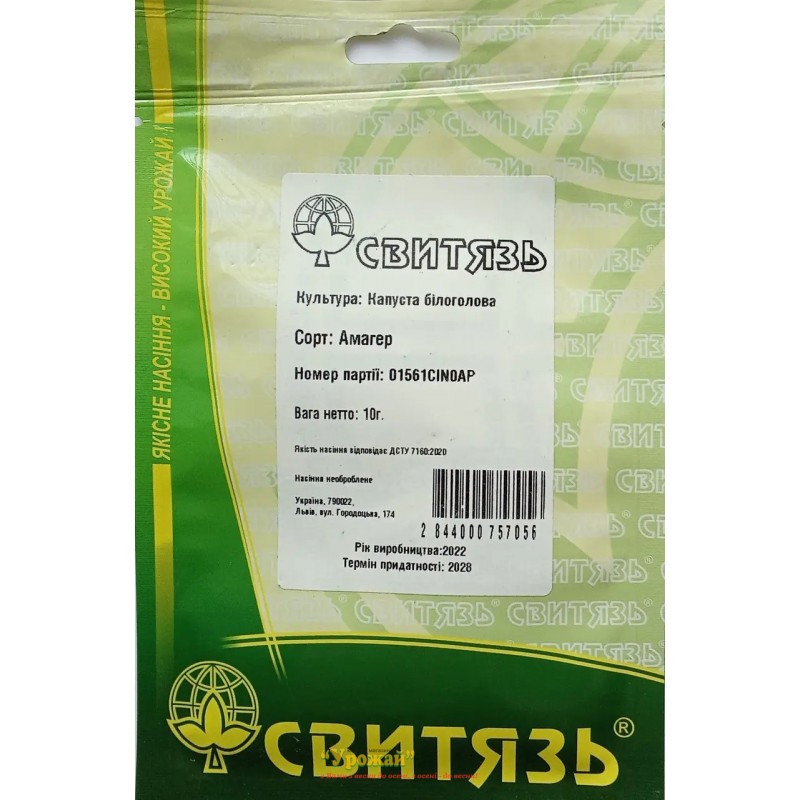 ЯКІСНЕ НАСІННЯ - ВИСОКИЙ УРОЖАЙ !
СВИТЯЗЬ
Культура: Капуста білоголова
Сорт: Амагер
Номер партії: 01561CIN0AP
Вага нетто: 10г.
Якість насіння відповідає ДСТУ 7160:2020
Насіння необроблене
Україна, 790022,
Львів, вул. Городоцька, 174
2 844000 757056
Рік виробництва:2022
Термін придатності: 2028
СВИТЯЗЬ®
"Урожай"